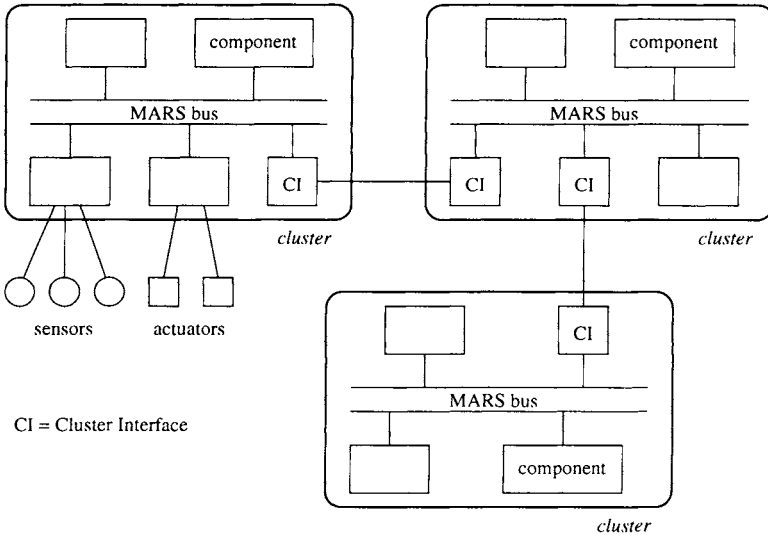 component
component
MARS bus
MARS bus
CI
CI
CI
cluster
cluster
sensors
actuators
CI
MARS bus
CI = Cluster Interface
component
cluster